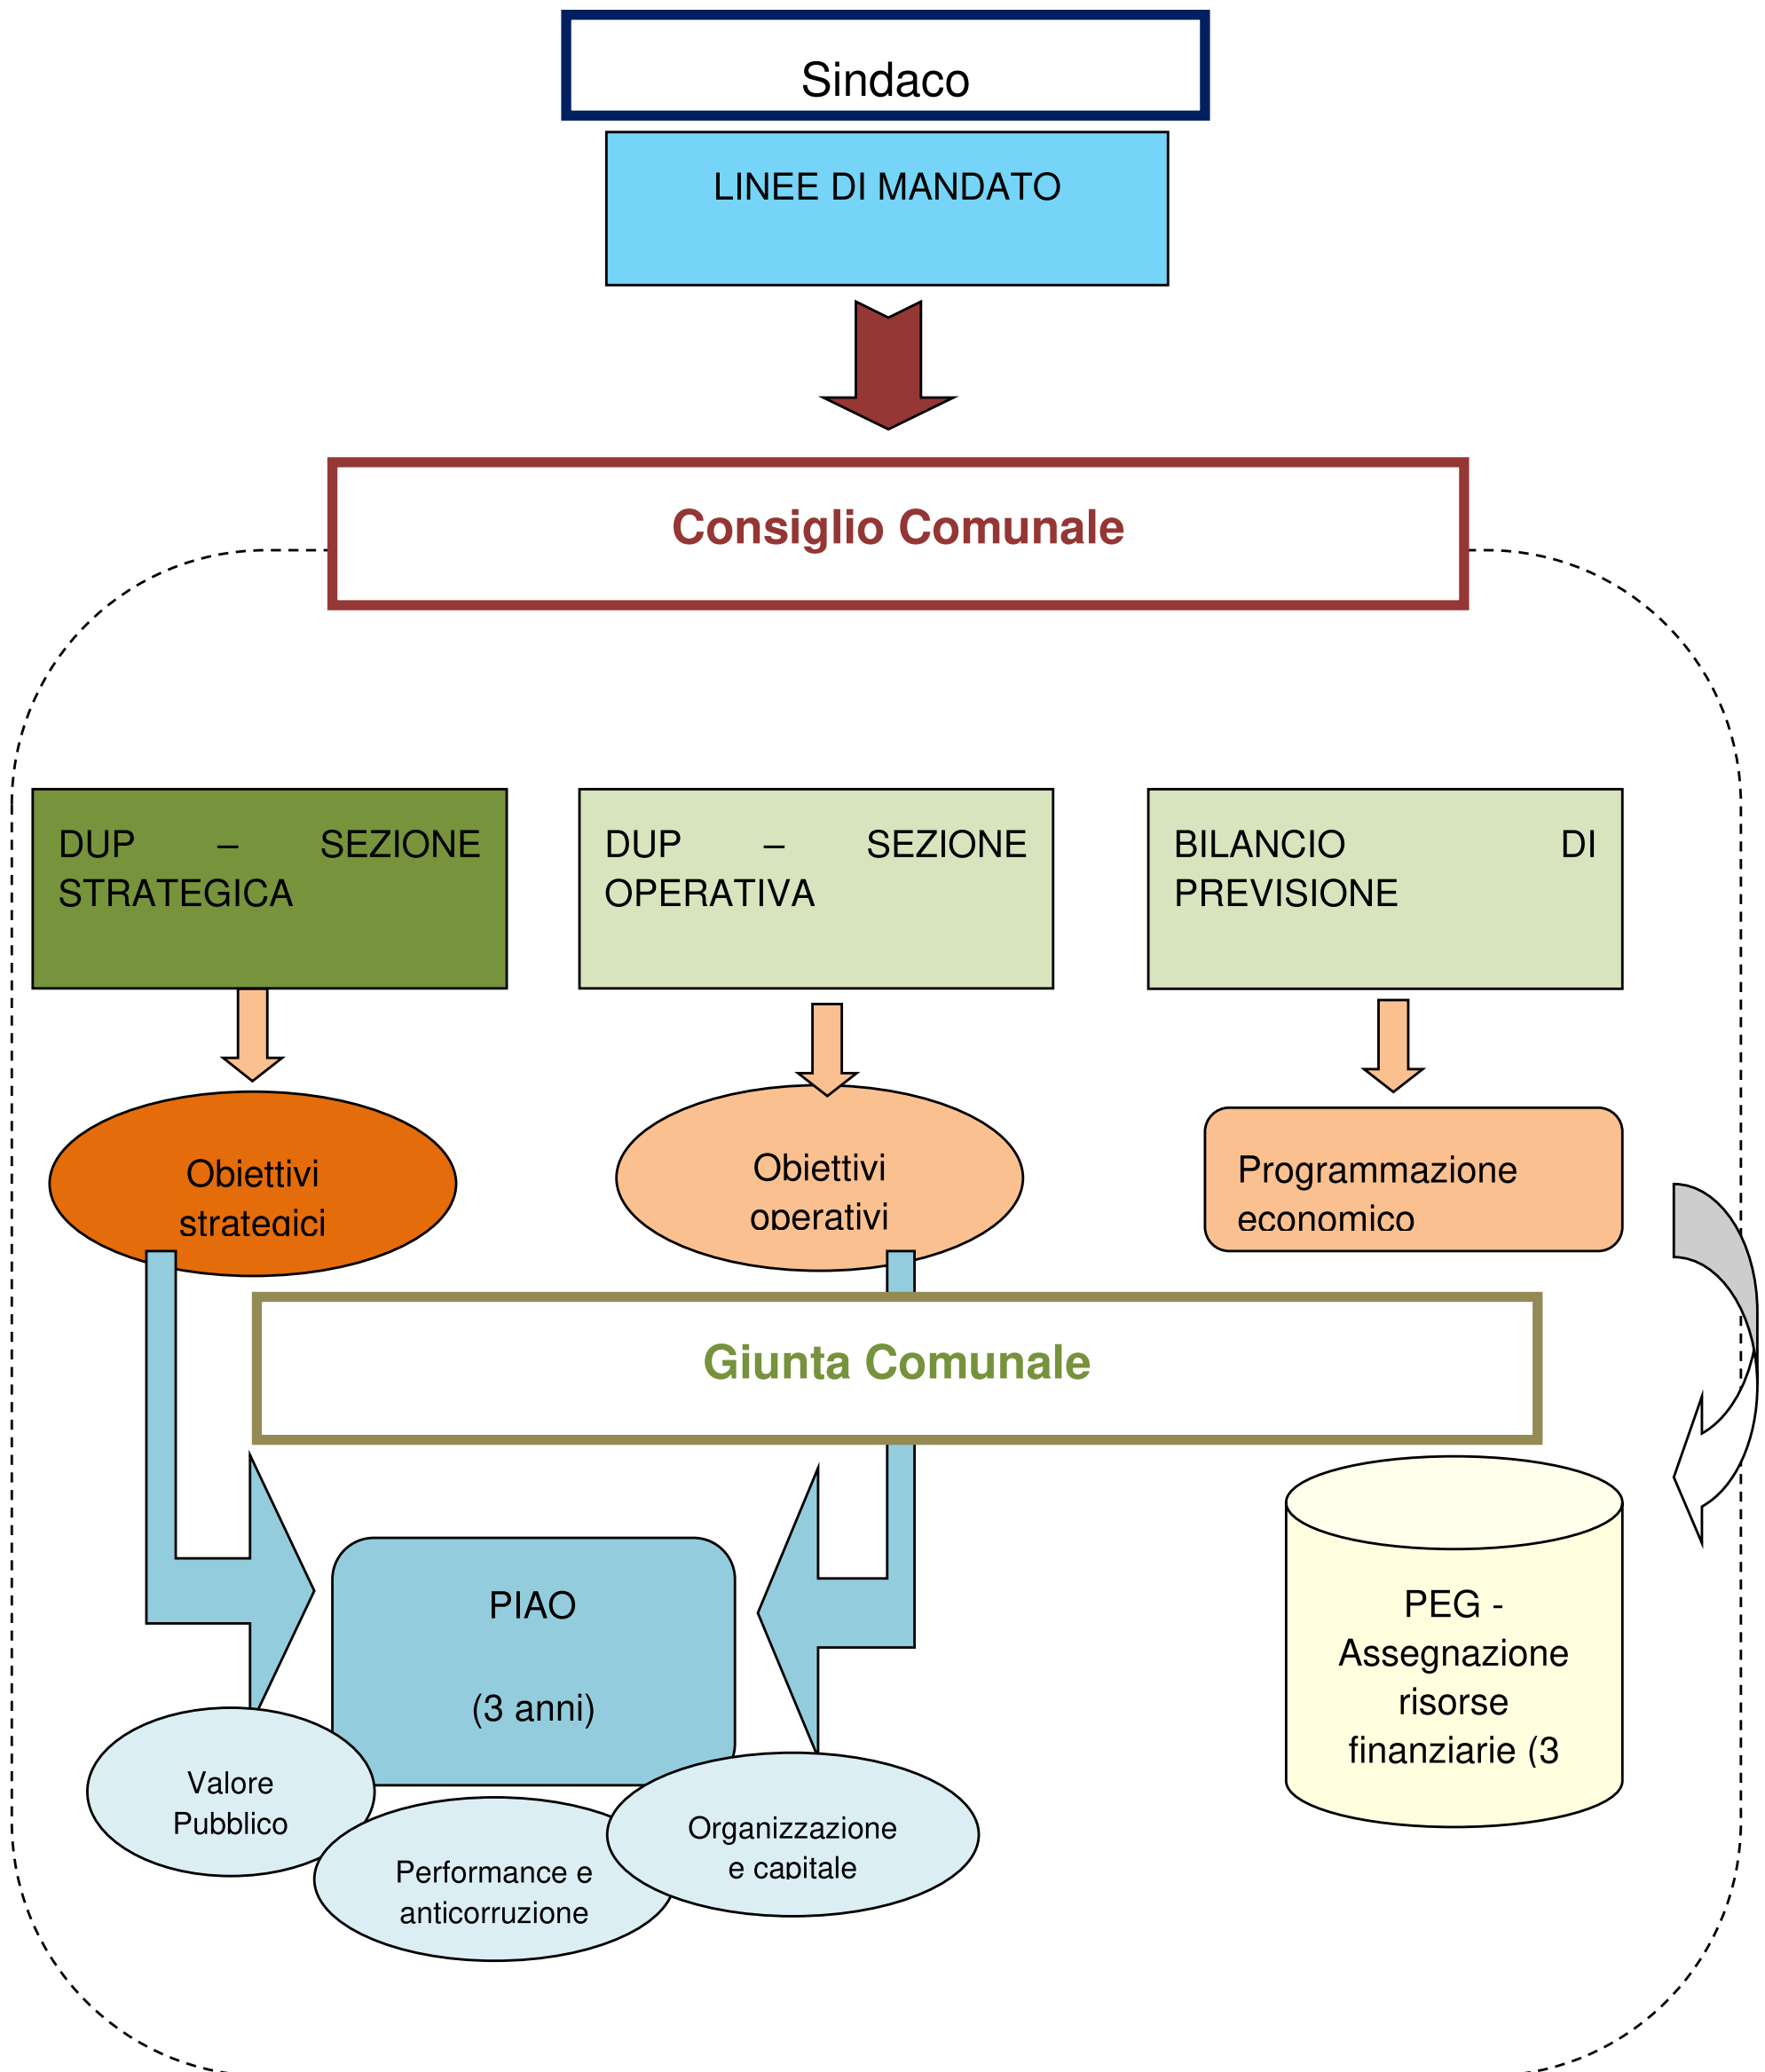 Sindaco
LINEE DI MANDATO
Consiglio Comunale
DUP – SEZIONE
STRATEGICA
DUP – SEZIONE
OPERATIVA
BILANCIO DI
PREVISIONE
Obiettivi
strategici
Obiettivi
operativi
Programmazione
economico
Giunta Comunale
PIAO
(3 anni)
PEG -
Assegnazione
risorse
finanziarie (3
Valore
Pubblico
Performance e
anticorruzione
Organizzazione
e capitale